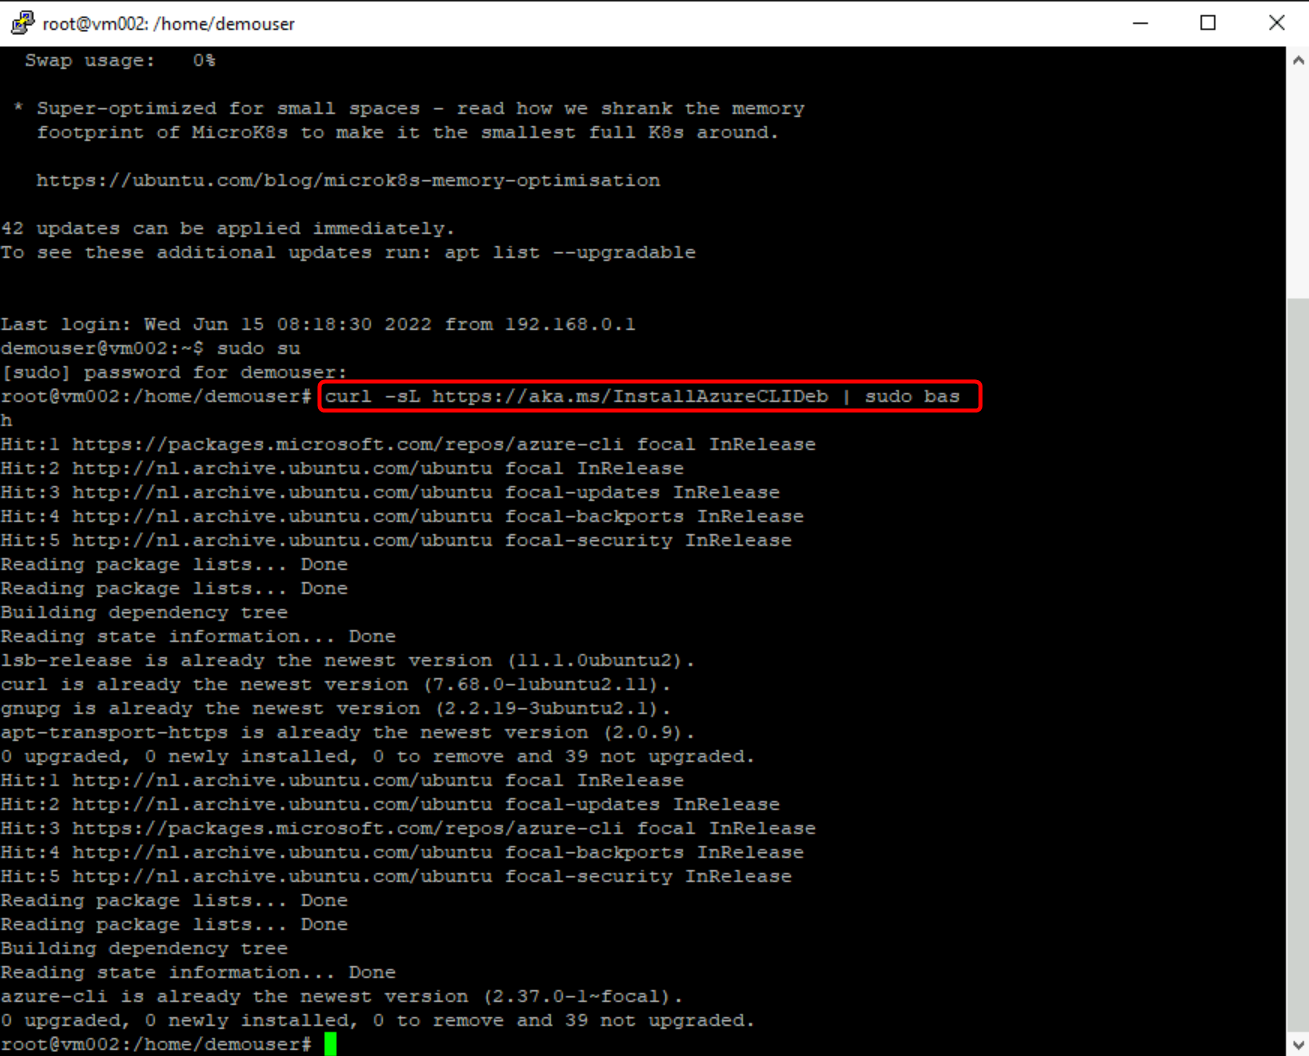 root@vm002: /home/demouser
Swap usage:   0%
* Super-optimized for small spaces - read how we shrank the memory
footprint of MicroK8s to make it the smallest full K8s around.
https://ubuntu.com/blog/microk8s-memory-optimisation
42 updates can be applied immediately.
To see these additional updates run: apt list --upgradable
Last login: Wed Jun 15 08:18:30 2022 from 192.168.0.1
demouser@vm002:~$ sudo su
[sudo] password for demouser:
root@vm002:/home/demouser# curl -sL https://aka.ms/InstallAzureCLIDeb | sudo bas
h
Hit:1 https://packages.microsoft.com/repos/azure-cli focal InRelease
Hit:2 http://nl.archive.ubuntu.com/ubuntu focal InRelease
Hit:3 http://nl.archive.ubuntu.com/ubuntu focal-updates InRelease
Hit:4 http://nl.archive.ubuntu.com/ubuntu focal-backports InRelease
Hit:5 http://nl.archive.ubuntu.com/ubuntu focal-security InRelease
Reading package lists... Done
Reading package lists... Done
Building dependency tree
Reading state information... Done
lsb-release is already the newest version (11.1.0ubuntu2).
curl is already the newest version (7.68.0-1ubuntu2.11).
gnupg is already the newest version (2.2.19-3ubuntu2.1).
apt-transport-https is already the newest version (2.0.9).
0 upgraded, 0 newly installed, 0 to remove and 39 not upgraded.
Hit:1 http://nl.archive.ubuntu.com/ubuntu focal InRelease
Hit:2 http://nl.archive.ubuntu.com/ubuntu focal-updates InRelease
Hit:3 https://packages.microsoft.com/repos/azure-cli focal InRelease
Hit:4 http://nl.archive.ubuntu.com/ubuntu focal-backports InRelease
Hit:5 http://nl.archive.ubuntu.com/ubuntu focal-security InRelease
Reading package lists... Done
Reading package lists... Done
Building dependency tree
Reading state information... Done
azure-cli is already the newest version (2.37.0-1~focal).
0 upgraded, 0 newly installed, 0 to remove and 39 not upgraded.
root@vm002:/home/demouser#